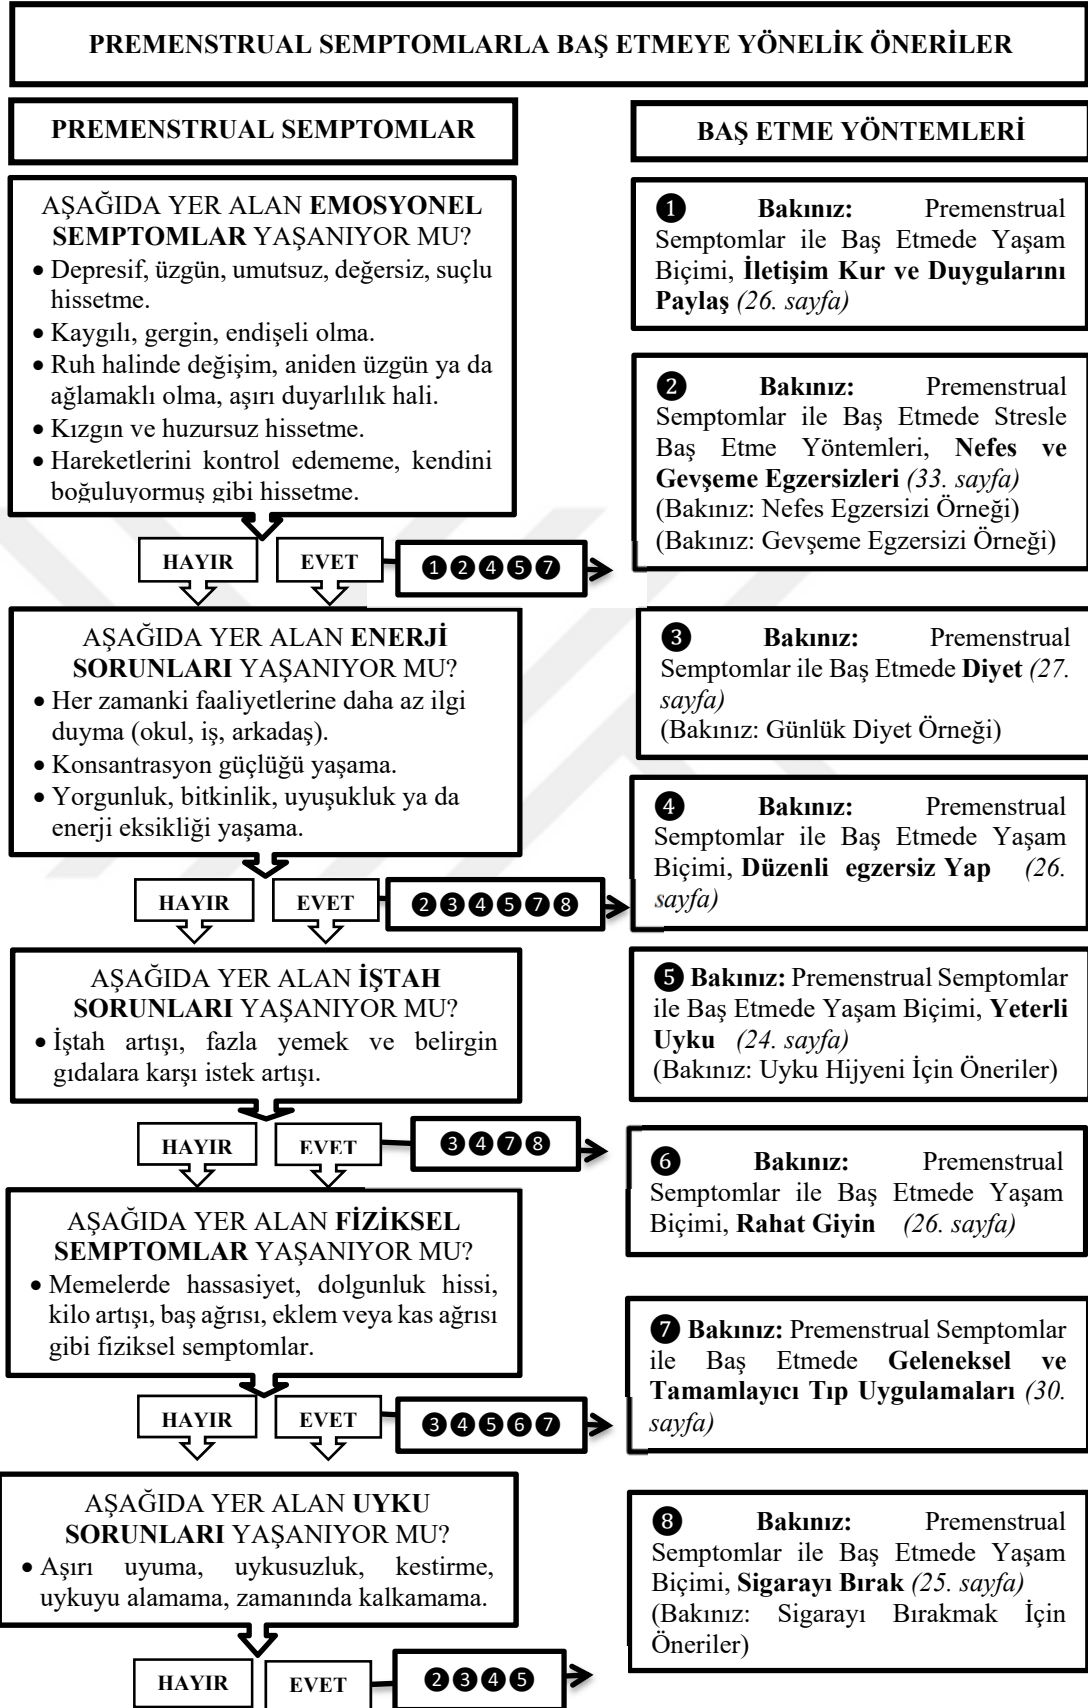 PREMENSTRUAL SEMPTOMLARLA BAŞ ETMEYE YÖNELİK ÖNERİLER
PREMENSTRUAL SEMPTOMLAR
AŞAĞIDA YER ALAN EMOSYONEL
SEMPTOMLAR YAŞANIYOR MU?
• Depresif, üzgün, umutsuz, değersiz, suçlu
hissetme.
• Kaygılı, gergin, endişeli olma.
• Ruh halinde değişim, aniden üzgün ya da
ağlamaklı olma, aşırı duyarlılık hali.
• Kızgın ve huzursuz hissetme.
• Hareketlerini kontrol edememe, kendini
boğuluyormuş gibi hissetme.
HAYIR
EVET
❶❷❹❺❼
AŞAĞIDA YER ALAN ENERJİ
SORUNLARI YAŞANIYOR MU?
• Her zamanki faaliyetlerine daha az ilgi
duyma (okul, iş, arkadaş).
• Konsantrasyon güçlüğü yaşama.
• Yorgunluk, bitkinlik, uyuşukluk ya da
enerji eksikliği yaşama.
HAYIR
EVET
❷❸❹❺❼❽
AŞAĞIDA YER ALAN İŞTAH
SORUNLARI YAŞANIYOR MU?
• İştah artışı, fazla yemek ve belirgin
gıdalara karşı istek artışı.
HAYIR
EVET
❸❹❼❽
AŞAĞIDA YER ALAN FİZİKSEL
SEMPTOMLAR YAŞANIYOR MU?
• Memelerde hassasiyet, dolgunluk hissi,
kilo artışı, baş ağrısı, eklem veya kas ağrısı
gibi fiziksel semptomlar.
HAYIR
EVET
❸❹❺❻❼
AŞAĞIDA YER ALAN UYKU
SORUNLARI YAŞANIYOR MU?
• Aşırı uyuma, uykusuzluk, kestirme,
uykuyu alamama, zamanında kalkamama.
HAYIR
EVET
❷❸❹❺
BAŞ ETME YÖNTEMLERİ
❶ Bakınız: Premenstrual
Semptomlar ile Baş Etmede Yaşam
Biçimi, İletişim Kur ve Duygularını
Paylaş (26. sayfa)
❷ Bakınız: Premenstrual
Semptomlar ile Baş Etmede Stresle
Baş Etme Yöntemleri, Nefes ve
Gevşeme Egzersizleri (33. sayfa)
(Bakınız: Nefes Egzersizi Örneği)
(Bakınız: Gevşeme Egzersizi Örneği)
❸ Bakınız: Premenstrual
Semptomlar ile Baş Etmede Diyet (27.
sayfa)
(Bakınız: Günlük Diyet Örneği)
❹ Bakınız: Premenstrual
Semptomlar ile Baş Etmede Yaşam
Biçimi, Düzenli egzersiz Yap (26.
sayfa)
❺ Bakınız: Premenstrual Semptomlar
ile Baş Etmede Yaşam Biçimi, Yeterli
Uyku (24. sayfa)
(Bakınız: Uyku Hijyeni İçin Öneriler)
❻ Bakınız: Premenstrual
Semptomlar ile Baş Etmede Yaşam
Biçimi, Rahat Giyin (26. sayfa)
❼ Bakınız: Premenstrual Semptomlar
ile Baş Etmede Geleneksel ve
Tamamlayıcı Tıp Uygulamaları (30.
sayfa)
❽ Bakınız: Premenstrual
Semptomlar ile Baş Etmede Yaşam
Biçimi, Sigarayı Bırak (25. sayfa)
(Bakınız: Sigarayı Bırakmak İçin
Öneriler)